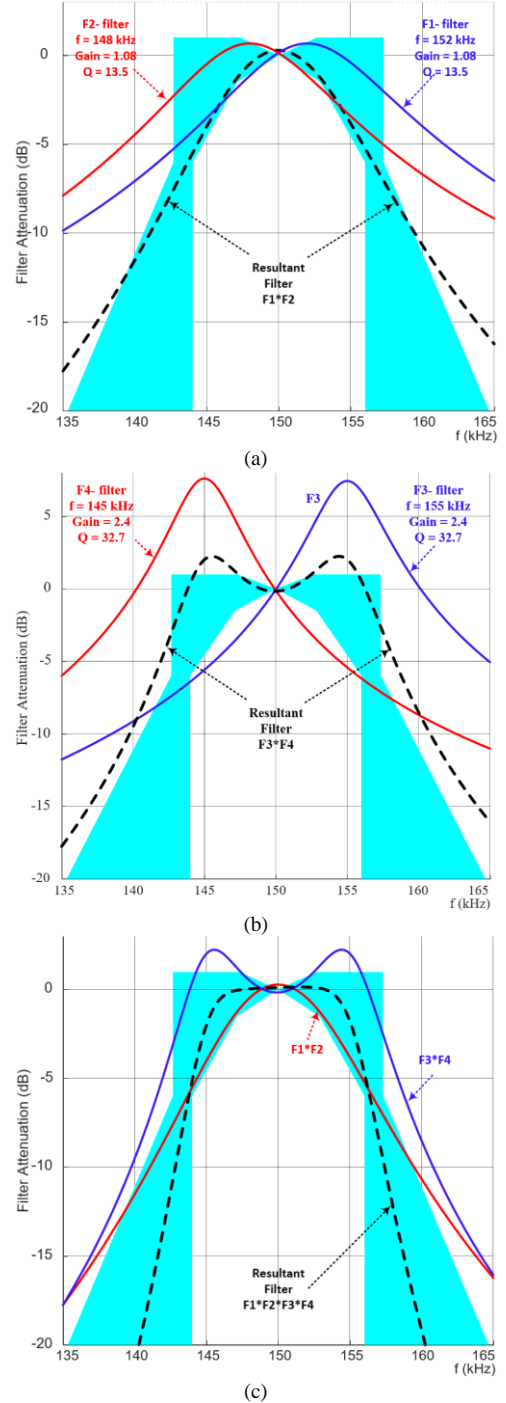 F2- filter
f = 148 kHz
Gain = 1.08
Q = 13.5
F1- filter
f = 152 kHz
Gain = 1.08
Q = 13.5
Filter Attenuation (dB)
0
-5
-10
-15
-20
Resultant
Filter
F1*F2
135 140 145 150 155 160 165
f (kHz)
(a)
F4- filter
f = 145 kHz
Gain = 2.4
Q = 32.7
F3
F3- filter
f = 155 kHz
Gain = 2.4
Q = 32.7
Filter Attenuation (dB)
5
0
-5
-10
-15
-20
Resultant
Filter
F3*F4
135 140 145 150 155 160 165
f (kHz)
(b)
Filter Attenuation (dB)
0
-5
-10
-15
-20
F1*F2
F3*F4
Resultant
Filter
F1*F2*F3*F4
135 140 145 150 155 160 165
f (kHz)
(c)